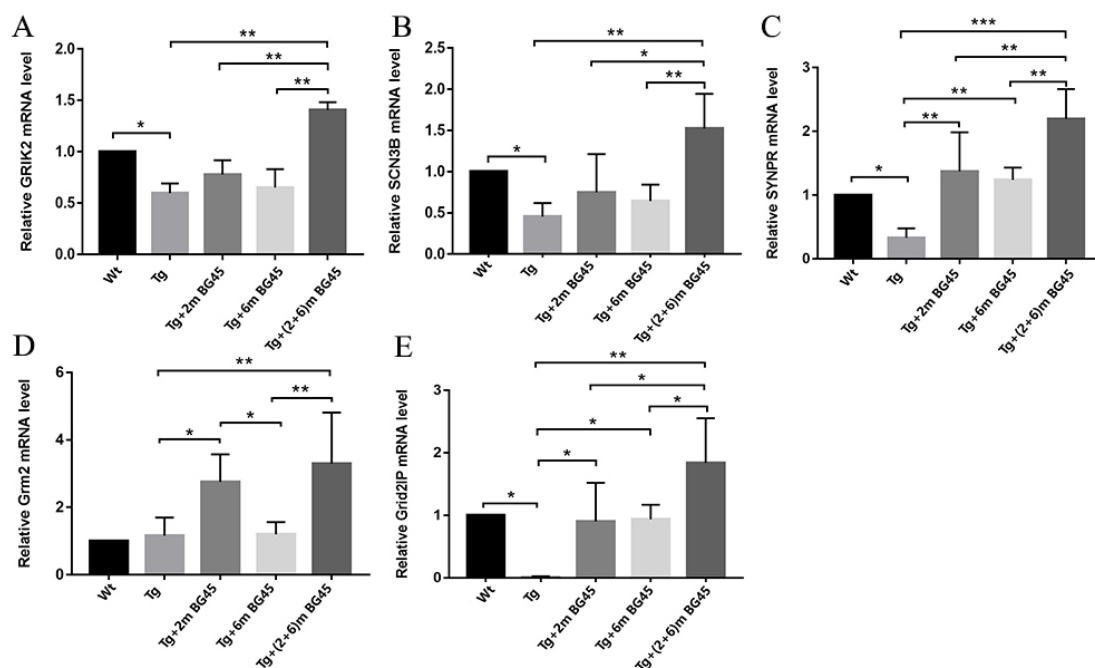 A
Relative GRIK2 mRNA level
2.0
1.5
1.0
0.5
0.0
*
**
**
**
Wt
Tg
Tg+2m BG45
Tg+6m BG45
Tg+(2+6)m BG45
B
Relative SCN3B mRNA level
2.5
2.0
1.5
1.0
0.5
0.0
*
**
*
**
Wt
Tg
Tg+2m BG45
Tg+6m BG45
Tg+(2+6)m BG45
C
Relative SYNPR mRNA level
3
2
1
0
*
***
**
**
**
**
Wt
Tg
Tg+2m BG45
Tg+6m BG45
Tg+(2+6)m BG45
D
Relative Grm2 mRNA level
6
4
2
0
**
**
*
*
Wt
Tg
Tg+2m BG45
Tg+6m BG45
Tg+(2+6)m BG45
E
Relative Grid2IP mRNA level
3
2
1
0
**
*
*
*
*
*
Wt
Tg
Tg+2m BG45
Tg+6m BG45
Tg+(2+6)m BG45